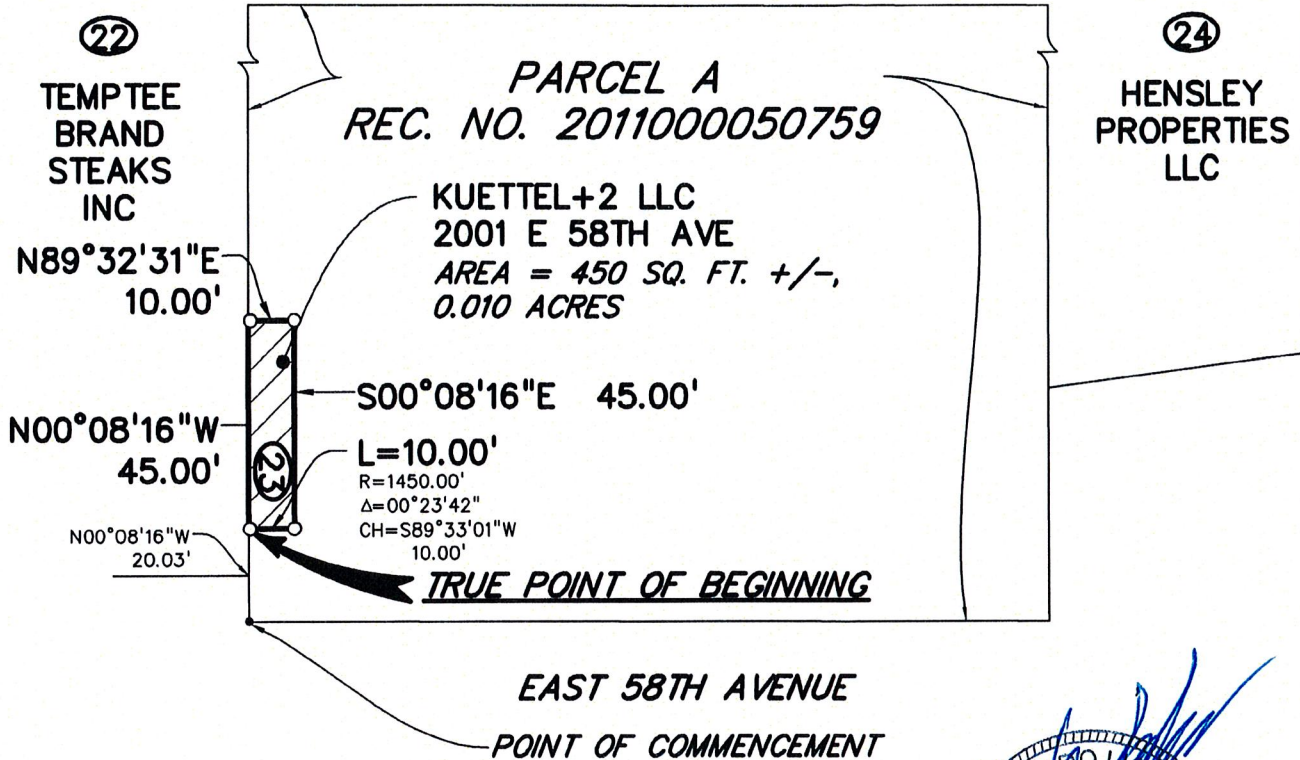 22
TEMPTEE
BRAND
STEAKS
INC
PARCEL A
REC. NO. 2011000050759
24
HENSLEY
PROPERTIES
LLC
KUETTEL+2 LLC
2001 E 58TH AVE
AREA = 450 SQ. FT. +/-,
0.010 ACRES
N89°32'31"E
10.00'
S00°08'16"E 45.00'
N00°08'16"W
45.00'
23
L=10.00'
R=1450.00'
Δ=00°23'42"
CH=S89°33'01"W
10.00'
N00°08'16"W
20.03'
TRUE POINT OF BEGINNING
EAST 58TH AVENUE
POINT OF COMMENCEMENT